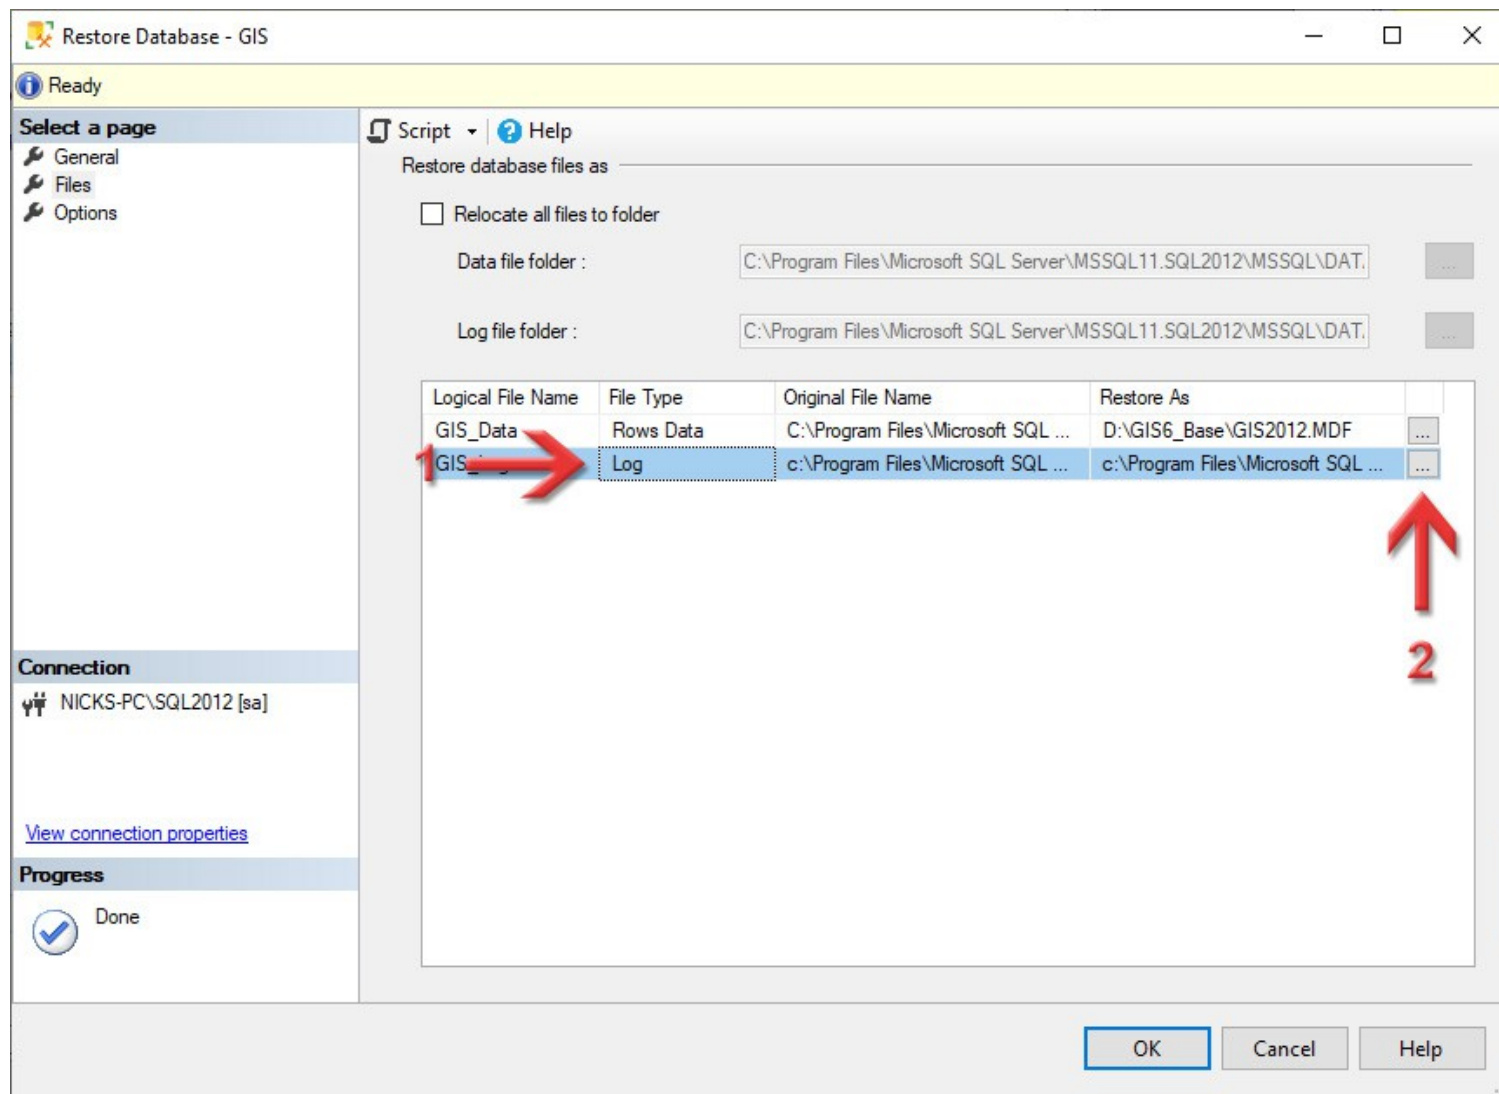 Restore Database - GIS
Ready
Select a page
General
Files
Options
Script
Help
Restore database files as
Relocate all files to folder
Data file folder :
C:\Program Files\Microsoft SQL Server\MSSQL11.SQL2012\MSSQL\DAT
...
Log file folder :
C:\Program Files\Microsoft SQL Server\MSSQL11.SQL2012\MSSQL\DAT
...
Logical File Name File Type Original File Name Restore As
GIS_Data Rows Data C:\Program Files\Microsoft SQL ... D:\GIS6_Base\GIS2012.MDF ...
1 Log c:\Program Files\Microsoft SQL ... c:\Program Files\Microsoft SQL ... ...
2
Connection
NICKS-PC\SQL2012 [sa]
View connection properties
Progress
Done
OK Cancel Help